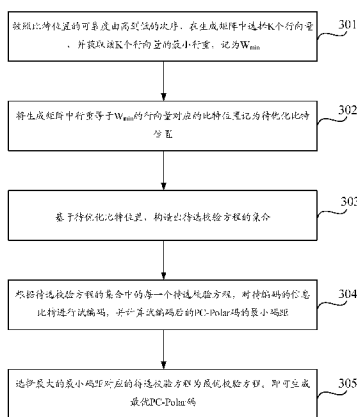 按照比特位置的可靠度由高到低的次序，在生成矩阵中选择K个行向量
，并获取该K个行向量的最小行重，记为Wmin
301
将生成矩阵中行重等于Wmin的行向量对应的比特位置记为待优化比特
位置
302
基于待优化比特位置，构造出待选校验方程的集合
303
根据待选校验方程的集合中的每一个待选校验方程，对待编码的信息
比特进行试编码，并计算试编码后的PC-Polar码的最小码距
304
选择最大的最小码距对应的待选校验方程为最优校验方程，即可生成
最优PC-Polar码
305